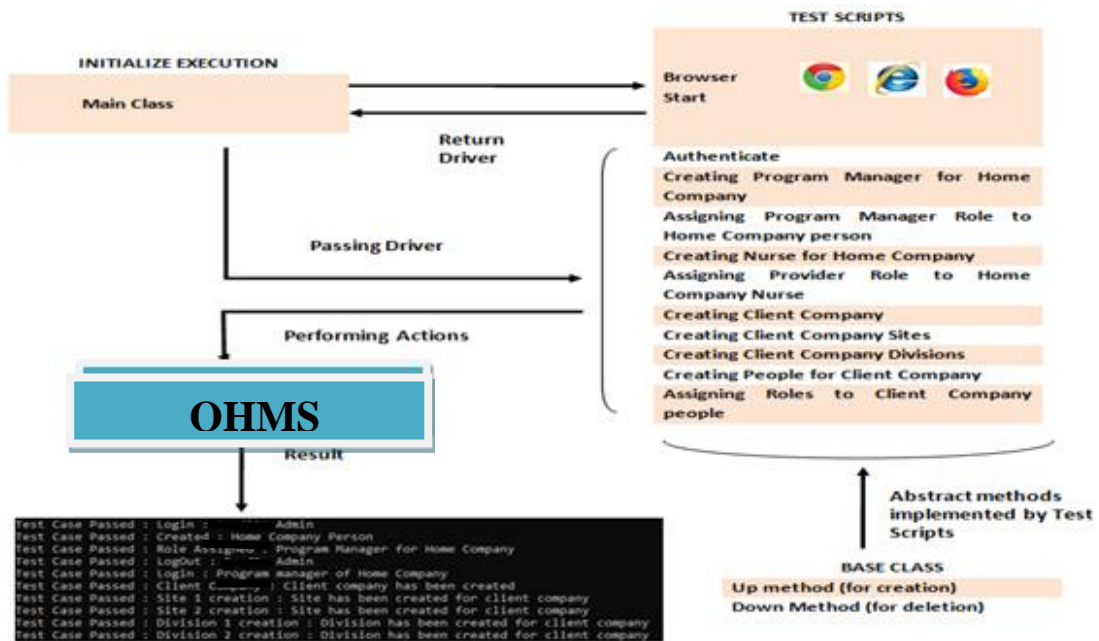 TEST SCRIPTS
INITIALIZE EXECUTION
Main Class
Browser
Start
Return
Driver
Authenticate
Creating Program Manager for Home
Company
Assigning Program Manager Role to
Home Company person
Creating Nurse for Home Company
Assigning Provider Role to Home
Company Nurse
Creating Client Company
Creating Client Company Sites
Creating Client Company Divisions
Creating People for Client Company
Assigning Roles to Client Company
people
Passing Driver
Performing Actions
OHMS
Result
Abstract methods
implemented by Test
Scripts
BASE CLASS
Up method (for creation)
Down Method (for deletion)
Test Case Passed : Login : Admin
Test Case Passed : Created : Home Company Person
Test Case Passed : Role Assigned : Program Manager for Home Company
Test Case Passed : LogOut : Admin
Test Case Passed : Login : Program manager of Home Company
Test Case Passed : Client Company : Client company has been created
Test Case Passed : Site 1 creation : Site has been created for client company
Test Case Passed : Site 2 creation : Site has been created for client company
Test Case Passed : Division 1 creation : Division has been created for client company
Test Case Passed : Division 2 creation : Division has been created for client company